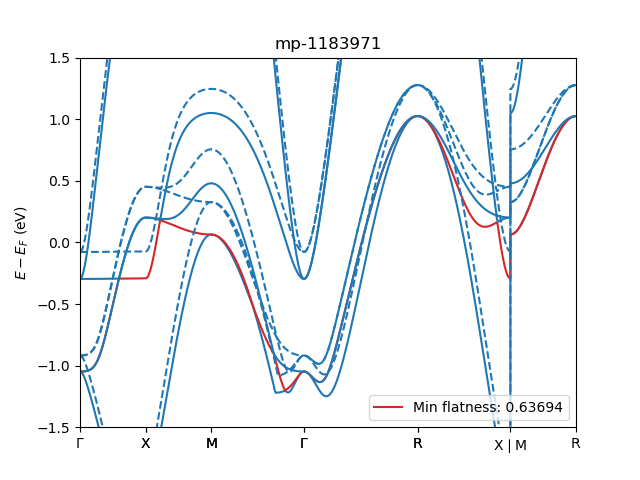 mp-1183971
E − E_F (eV)
1.5
1.0
0.5
0.0
−0.5
−1.0
−1.5
Min flatness: 0.63694
Γ X M Γ R X | M R